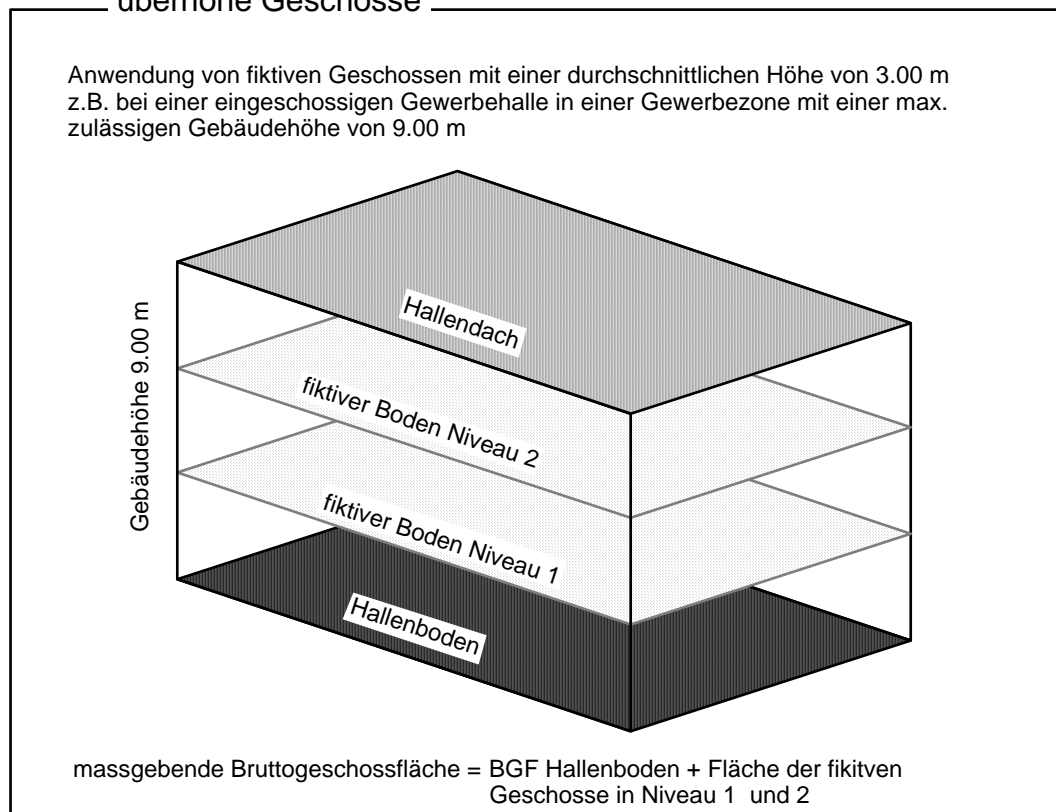 überhöhe Geschosse
Anwendung von fiktiven Geschossen mit einer durchschnittlichen Höhe von 3.00 m
z.B. bei einer eingeschossigen Gewerbehalle in einer Gewerbezone mit einer max.
zulässigen Gebäudehöhe von 9.00 m
Hallendach
Gebäudehöhe 9.00 m
fiktiver Boden Niveau 2
fiktiver Boden Niveau 1
Hallenboden
massgebende Bruttogeschossfläche = BGF Hallenboden + Fläche der fikitven
Geschosse in Niveau 1 und 2